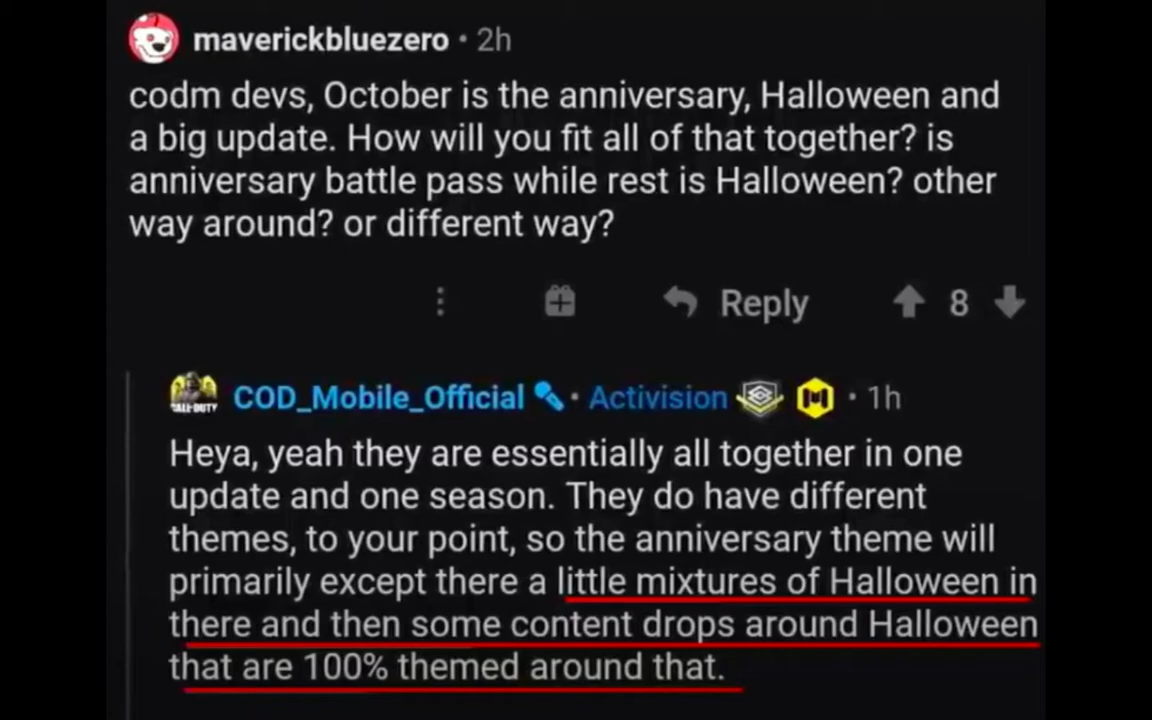 maverickbluezero • 2h
codm devs, October is the anniversary, Halloween and
a big update. How will you fit all of that together? is
anniversary battle pass while rest is Halloween? other
way around? or different way?
Reply 8
CALL·DUTY
COD_Mobile_Official • Activision • 1h
Heya, yeah they are essentially all together in one
update and one season. They do have different
themes, to your point, so the anniversary theme will
primarily except there a little mixtures of Halloween in
there and then some content drops around Halloween
that are 100% themed around that.